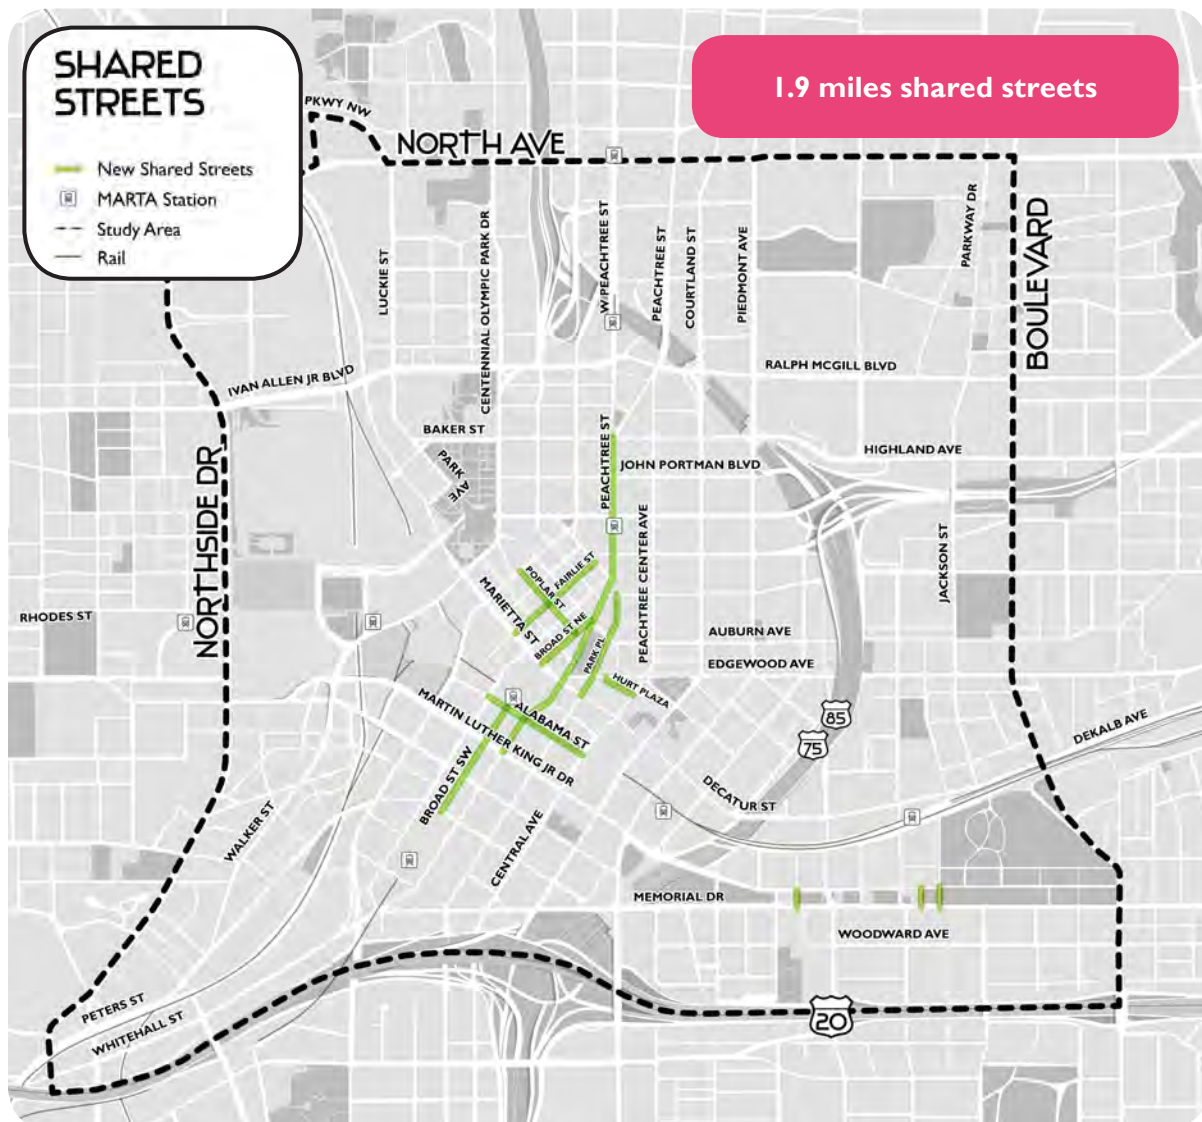 SHARED
STREETS
New Shared Streets
MARTA Station
Study Area
Rail
1.9 miles shared streets
PKWY NW
NORTH AVE
BOULEVARD
NORTHSIDE DR
LUCKIE ST
CENTENNIAL OLYMPIC PARK DR
W PEACHTREE ST
PEACHTREE ST
COURTLAND ST
PIEDMONT AVE
PARKWAY DR
IVAN ALLEN JR BLVD
RALPH MCGILL BLVD
BAKER ST
PARK AVE
PEACHTREE ST
JOHN PORTMAN BLVD
HIGHLAND AVE
PEACHTREE CENTER AVE
JACKSON ST
RHODES ST
MARIETTA ST
POPLAR ST
FAIRLIE ST
BROAD ST NE
PARK PL
AUBURN AVE
EDGEWOOD AVE
HURT PLAZA
MARTIN LUTHER KING JR DR
ALABAMA ST
BROAD ST SW
85
75
DEKALB AVE
DECATUR ST
WALKER ST
CENTRAL AVE
MEMORIAL DR
WOODWARD AVE
PETERS ST
WHITEHALL ST
20